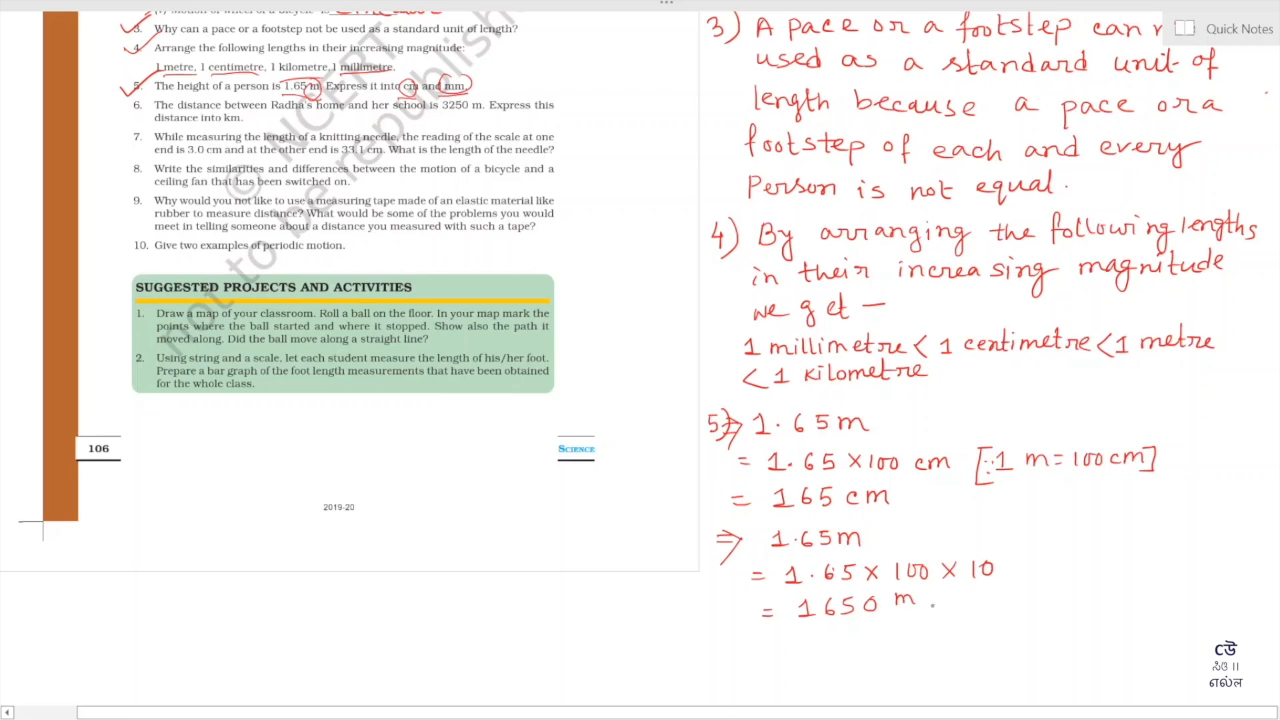 3. Why can a pace or a footstep not be used as a standard unit of length?
4. Arrange the following lengths in their increasing magnitude:
1 metre, 1 centimetre, 1 kilometre, 1 millimetre.
5. The height of a person is 1.65 m. Express it into cm and mm.
6. The distance between Radha's home and her school is 3250 m. Express this
distance into km.
7. While measuring the length of a knitting needle, the reading of the scale at one
end is 3.0 cm and at the other end is 33.1 cm. What is the length of the needle?
8. Write the similarities and differences between the motion of a bicycle and a
ceiling fan that has been switched on.
9. Why would you not like to use a measuring tape made of an elastic material like
rubber to measure distance? What would be some of the problems you would
meet in telling someone about a distance you measured with such a tape?
10. Give two examples of periodic motion.
SUGGESTED PROJECTS AND ACTIVITIES
1. Draw a map of your classroom. Roll a ball on the floor. In your map mark the
points where the ball started and where it stopped. Show also the path it
moved along. Did the ball move along a straight line?
2. Using string and a scale, let each student measure the length of his/her foot.
Prepare a bar graph of the foot length measurements that have been obtained
for the whole class.
106
SCIENCE
2019-20
© NCERT
not to be republish
3) A pace or a footstep can
used as a standard unit of
length because a pace or a
footstep of each and every
Person is not equal.
4) By arranging the following lengths
in their increasing magnitude
we get —
1 millimetre < 1 centimetre < 1 metre
< 1 kilometre
5) ⇒ 1.65 m
= 1.65 × 100 cm [∵ 1 m = 100 cm]
= 165 cm
⇒ 1.65 m
= 1.65 × 100 × 10
= 1650 m
Quick Notes